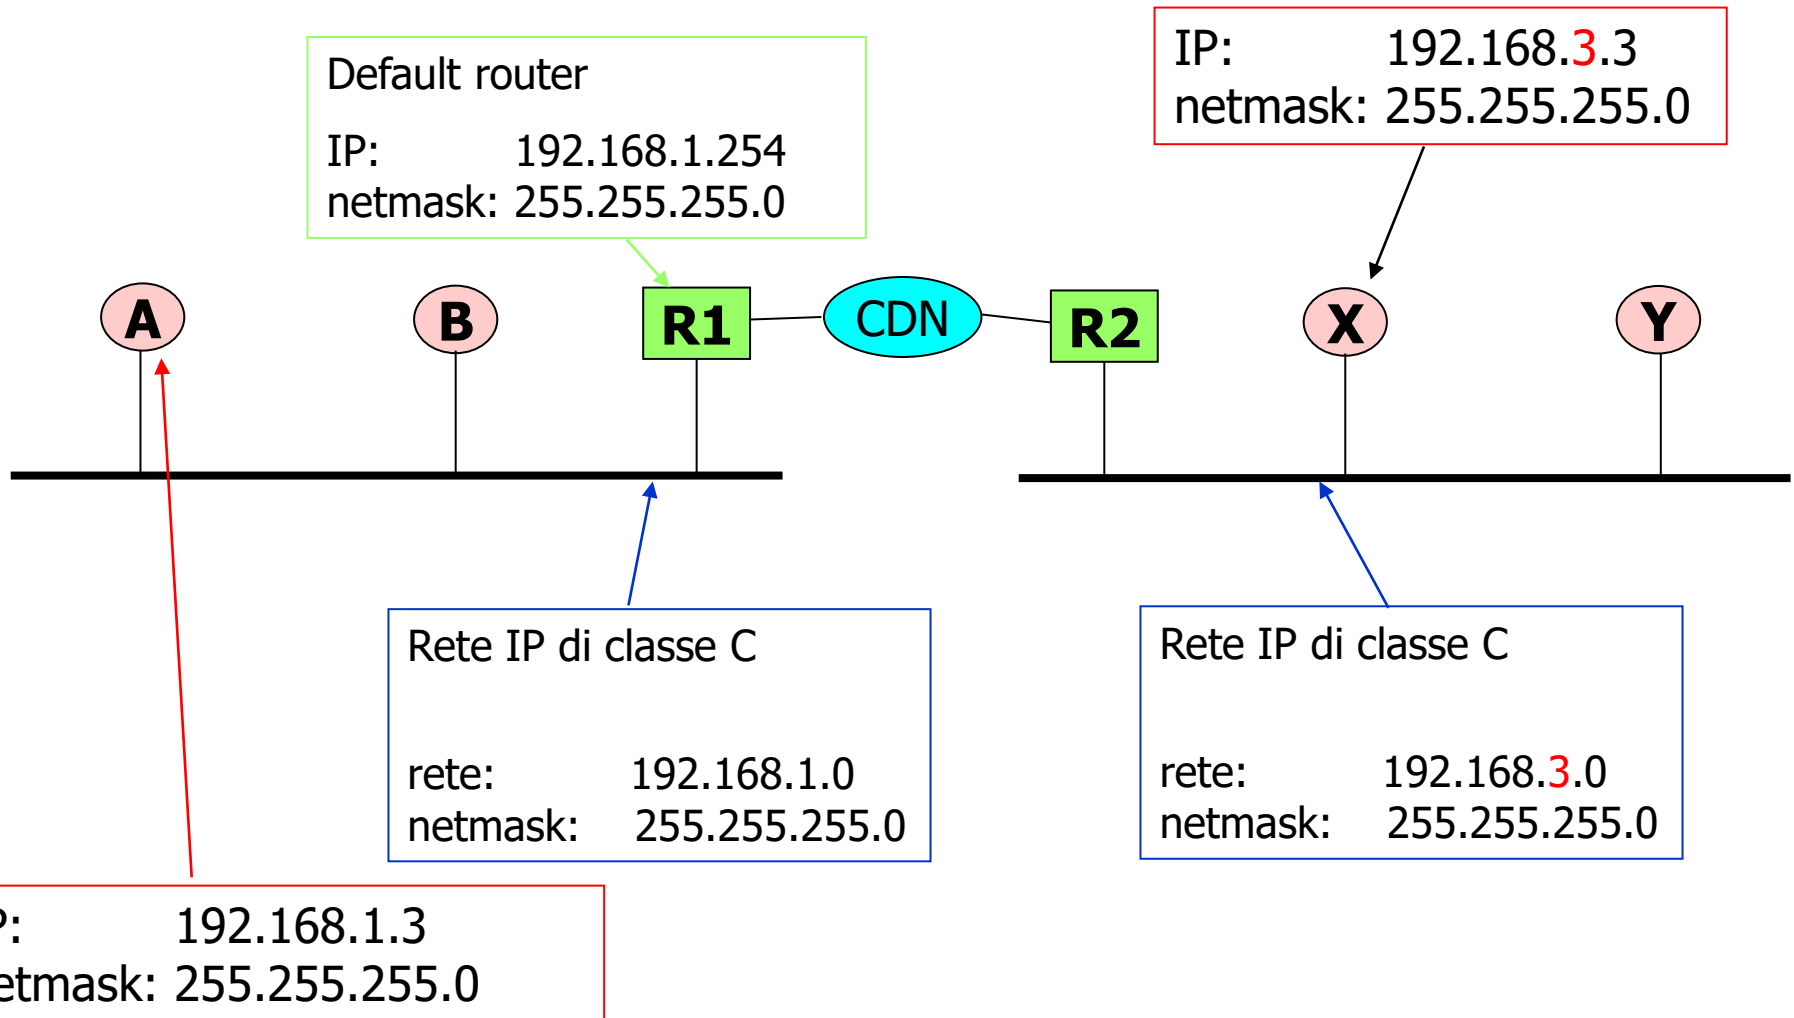 IP: 192.168.3.3
netmask: 255.255.255.0
Default router
IP: 192.168.1.254
netmask: 255.255.255.0
A
B
R1
CDN
R2
X
Y
Rete IP di classe C
rete: 192.168.1.0
netmask: 255.255.255.0
Rete IP di classe C
rete: 192.168.3.0
netmask: 255.255.255.0
P: 192.168.1.3
etmask: 255.255.255.0